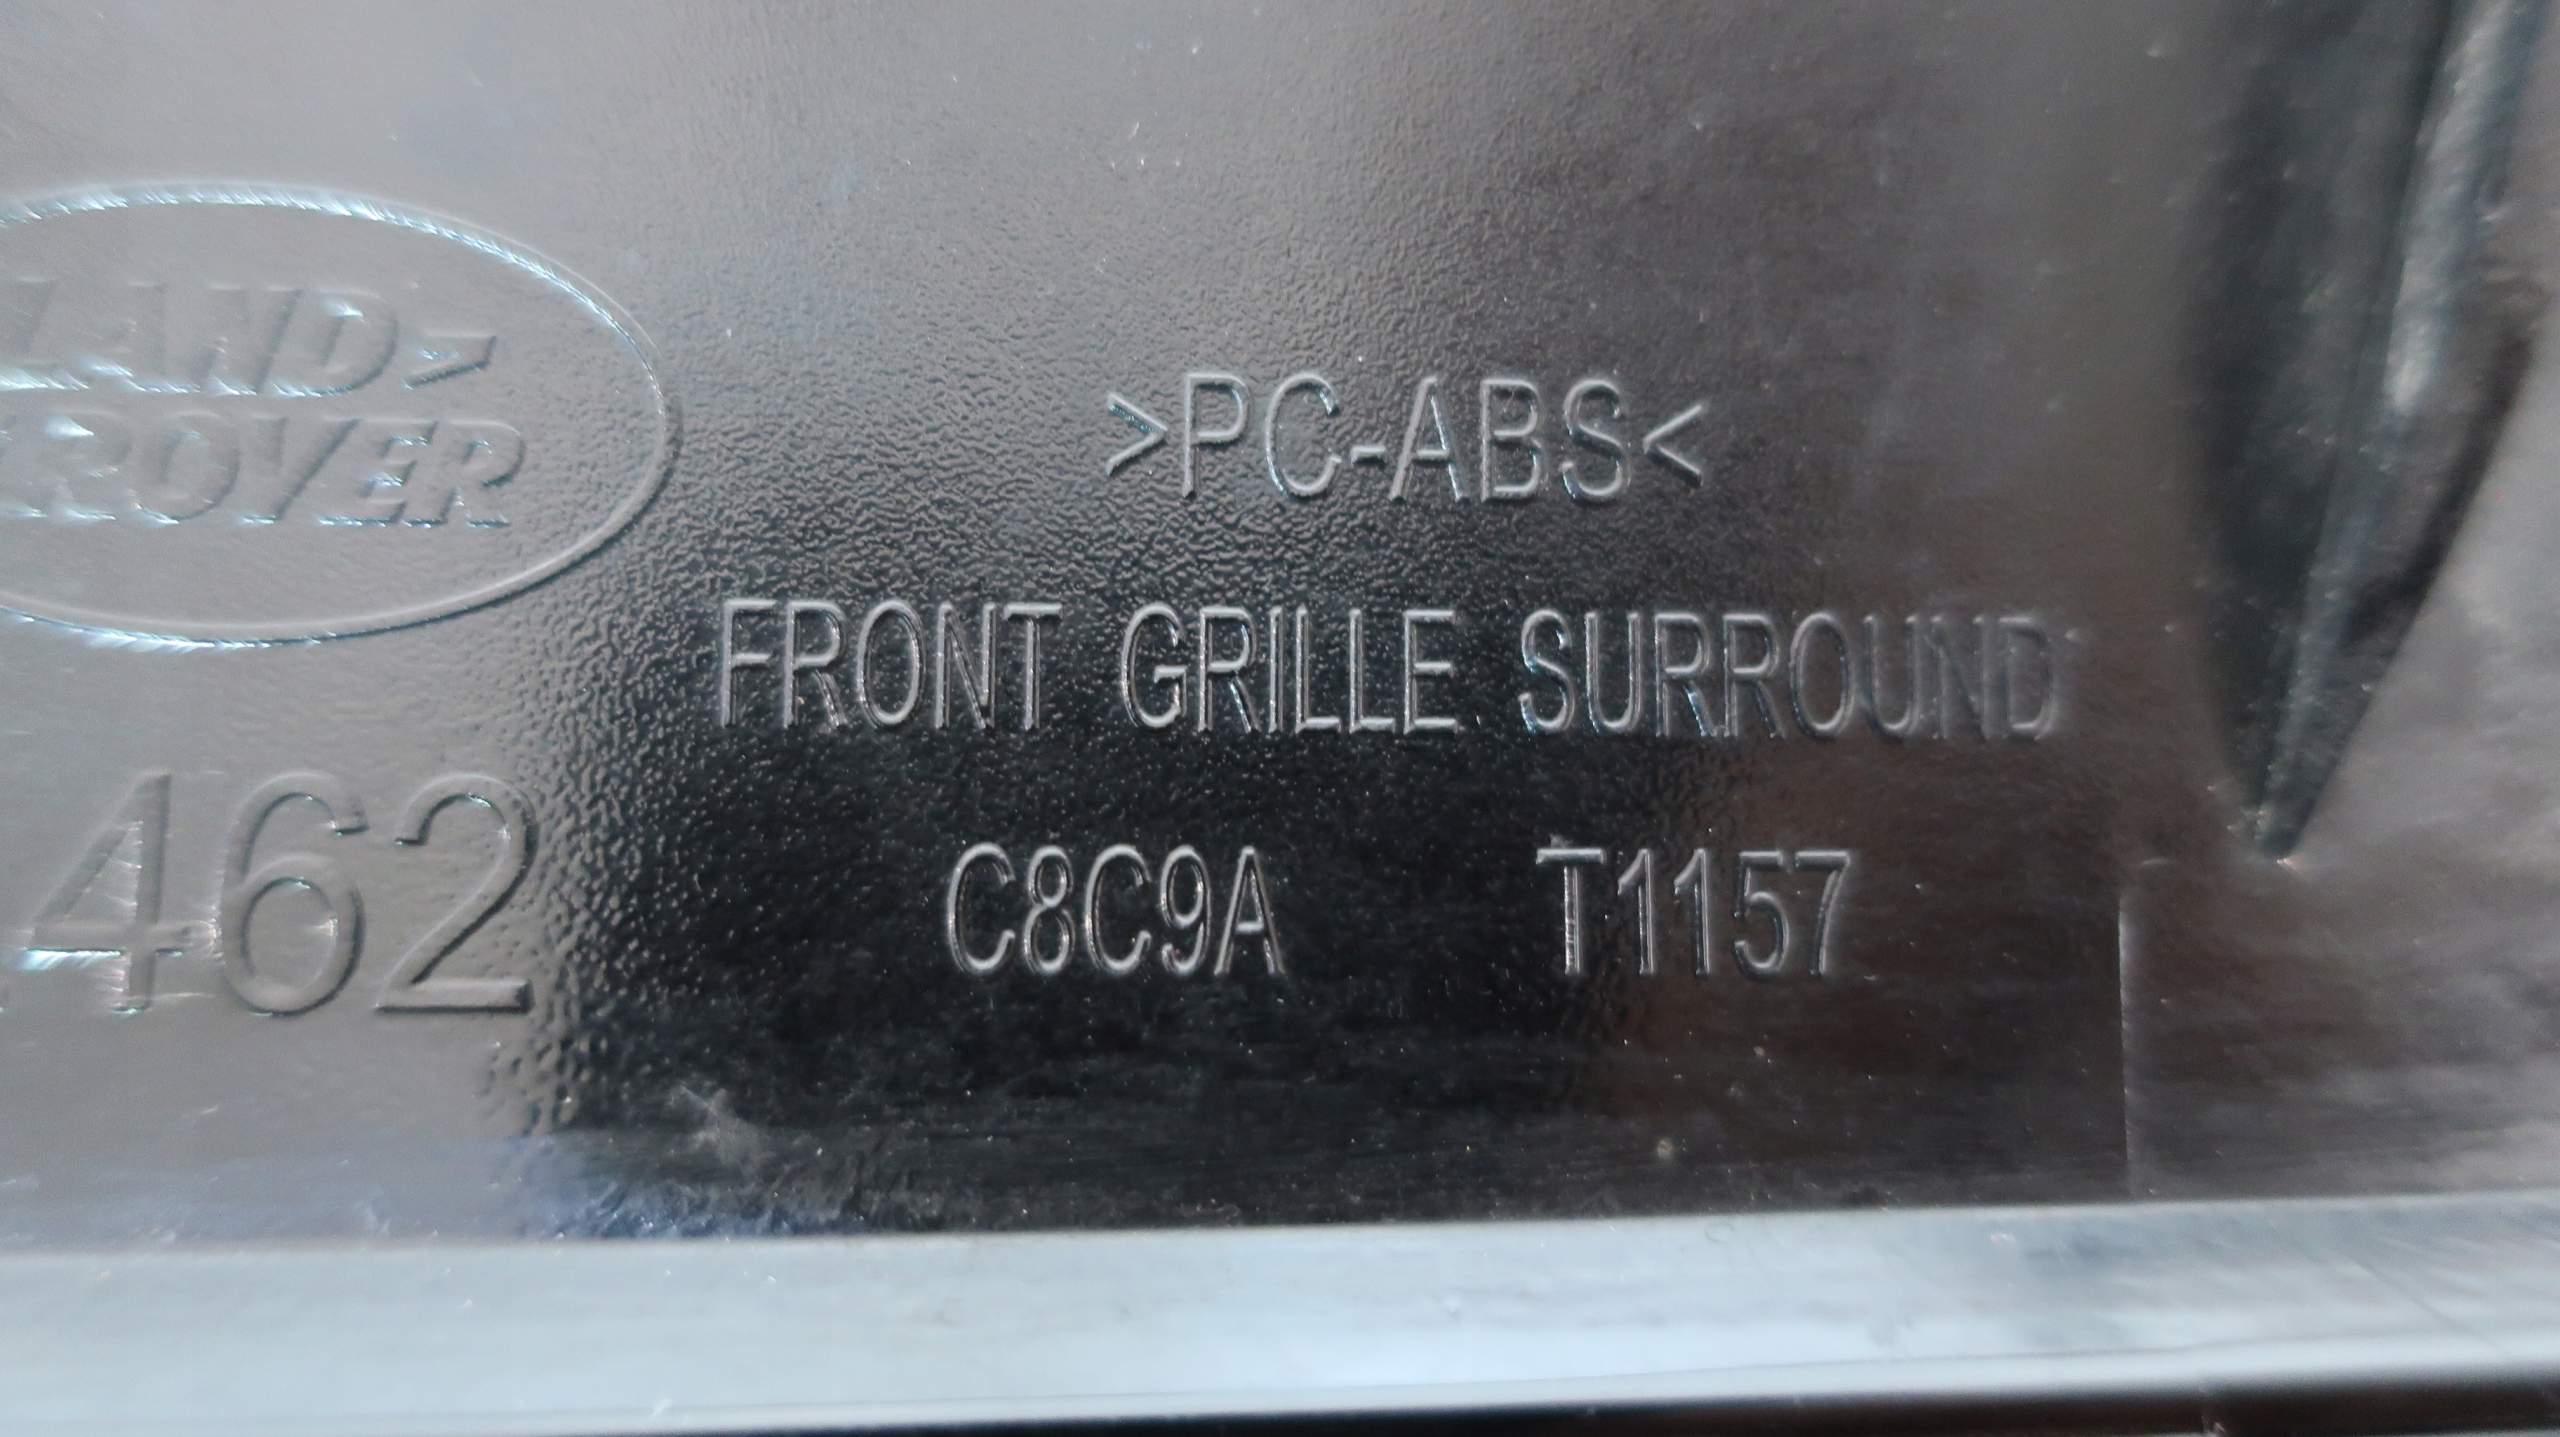 LAND
ROVER
>PC-ABS<
FRONT GRILLE SURROUND
462
C8C9A T1157